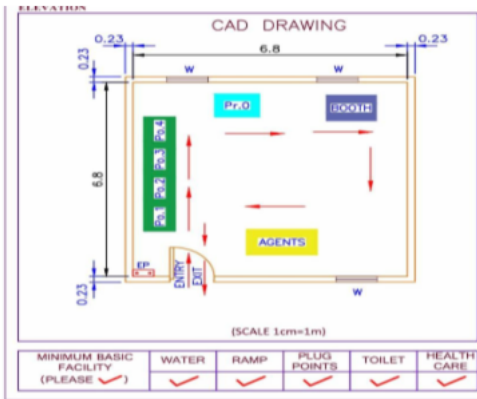 ELEVATION
CAD DRAWING
0.23
6.8
0.23
0.23
W
W
Pr.O
BOOTH
6.8
Po.4
Po.3
Po.2
Po.1
AGENTS
EP
ENTRY
EXIT
0.23
W
(SCALE 1cm=1m)
MINIMUM BASIC FACILITY (PLEASE ✓)
WATER
RAMP
PLUG POINTS
TOILET
HEALTH CARE
✓ ✓ ✓ ✓ ✓